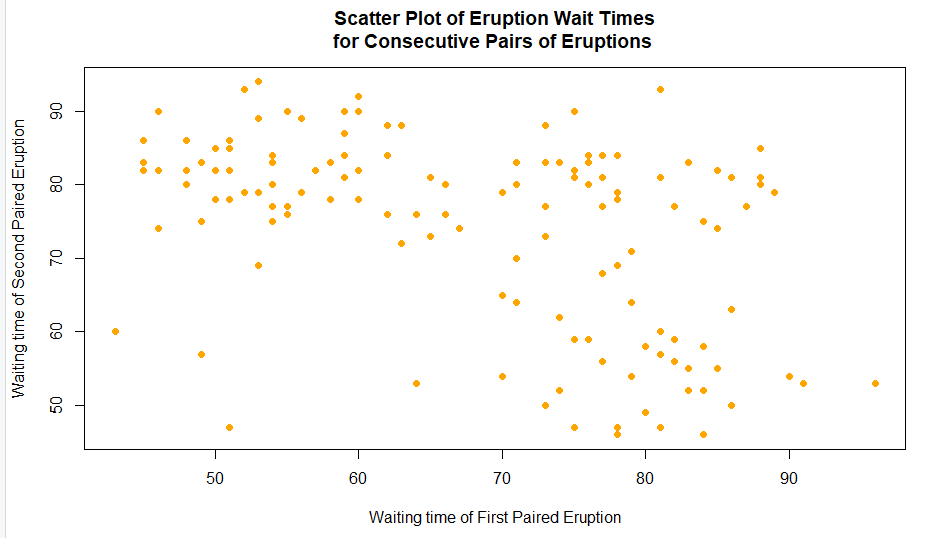 Scatter Plot of Eruption Wait Times
for Consecutive Pairs of Eruptions
Waiting time of Second Paired Eruption
90
80
70
60
50
50 60 70 80 90
Waiting time of First Paired Eruption